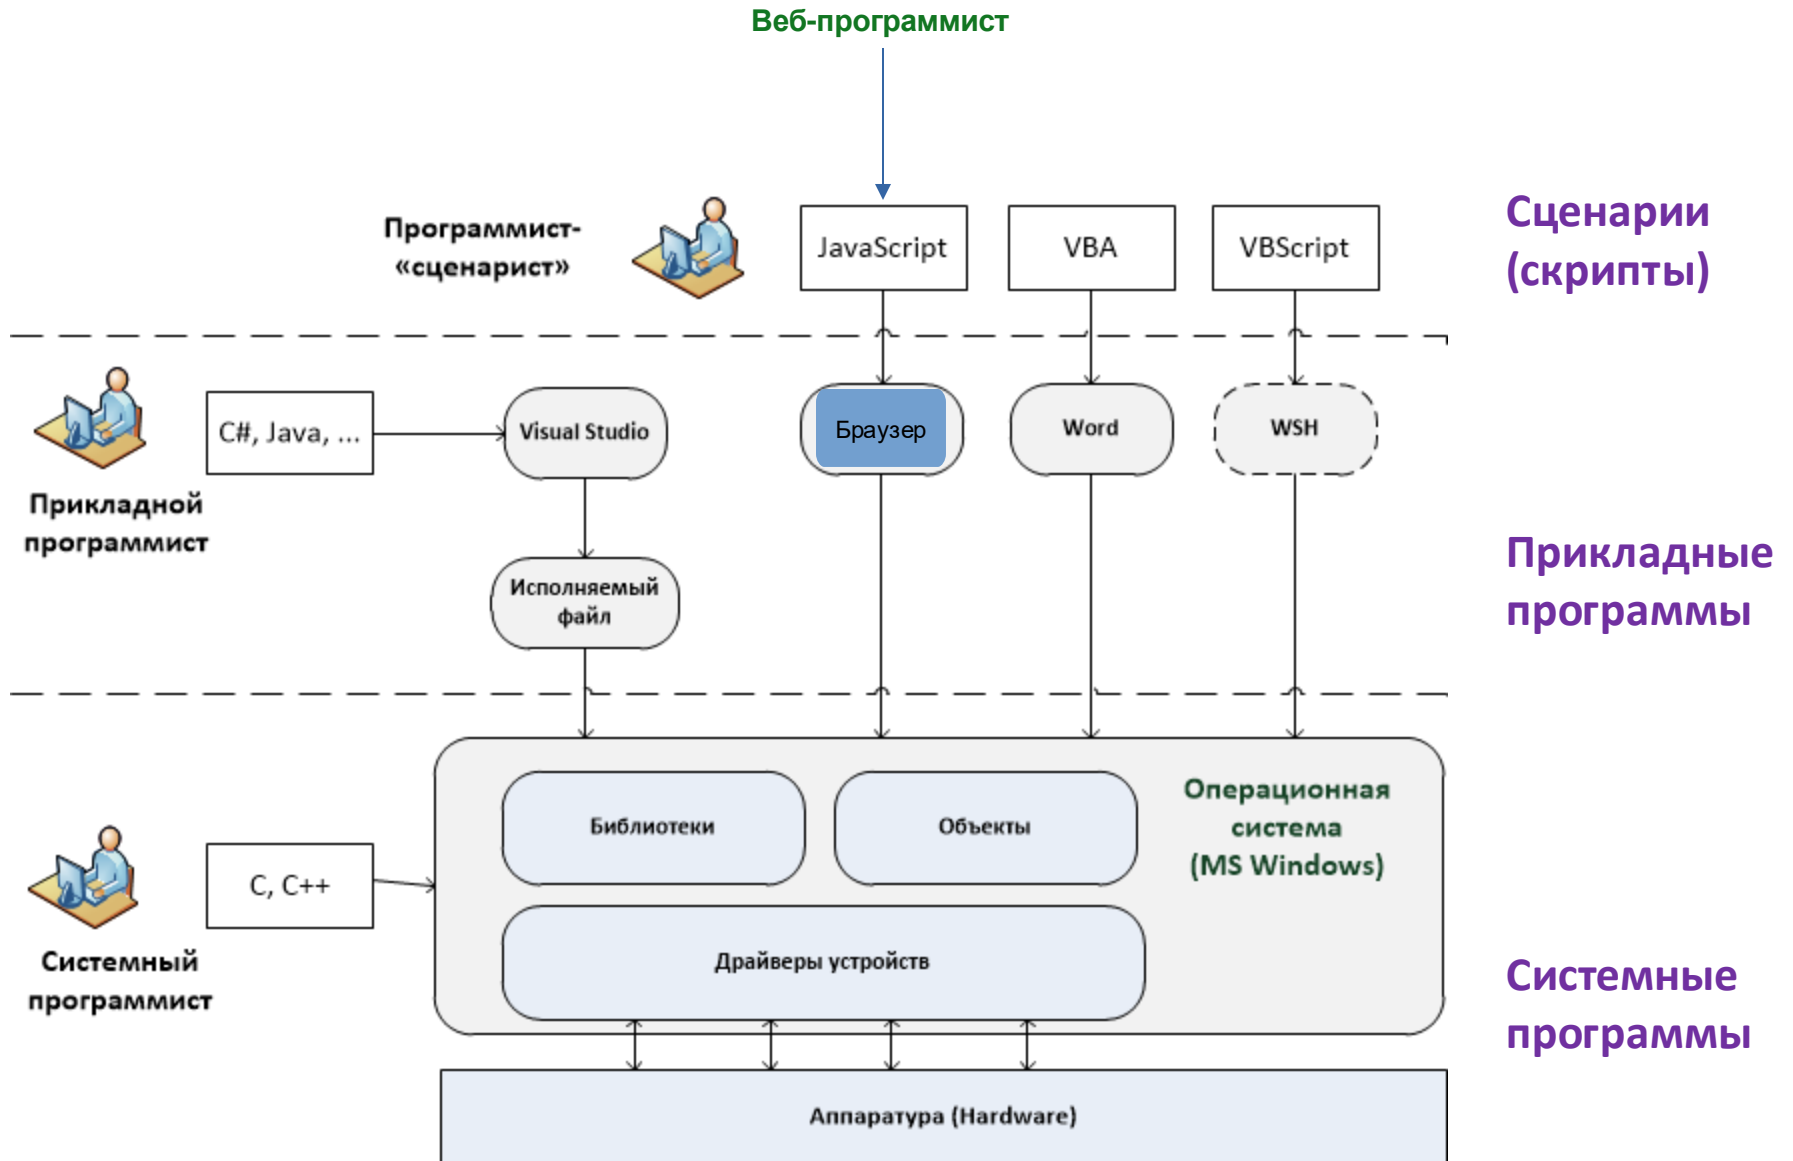 Веб-программист
Программист-
«сценарист»
JavaScript
VBA
VBScript
Сценарии
(скрипты)
C#, Java, ...
Visual Studio
Браузер
Word
WSH
Прикладной
программист
Исполняемый
файл
Прикладные
программы
Библиотеки
Объекты
Операционная
система
(MS Windows)
C, C++
Системный
программист
Драйверы устройств
Системные
программы
Аппаратура (Hardware)